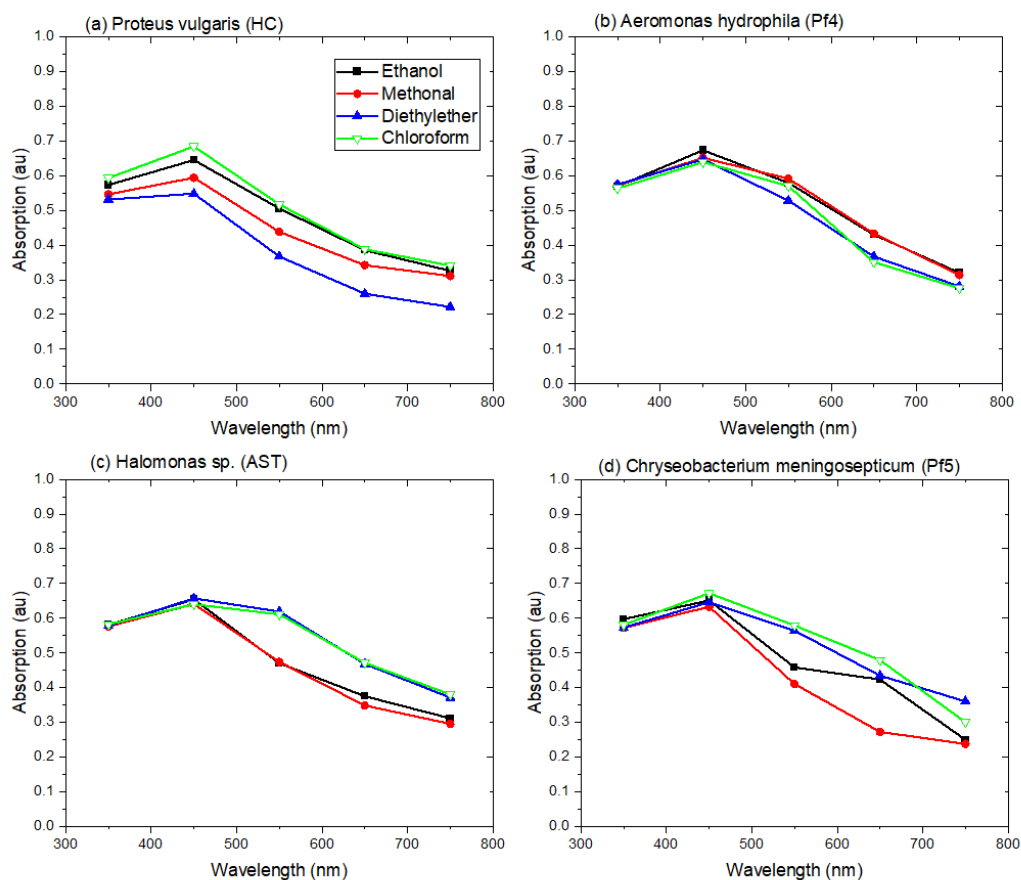 (a) Proteus vulgaris (HC)
1.0
0.9
0.8
0.7
0.6
0.5
0.4
0.3
0.2
0.1
0.0
Absorption (au)
Ethanol
Methonal
Diethylether
Chloroform
300 400 500 600 700 800
Wavelength (nm)
(b) Aeromonas hydrophila (Pf4)
1.0
0.9
0.8
0.7
0.6
0.5
0.4
0.3
0.2
0.1
0.0
Absorption (au)
300 400 500 600 700 800
Wavelength (nm)
(c) Halomonas sp. (AST)
1.0
0.9
0.8
0.7
0.6
0.5
0.4
0.3
0.2
0.1
0.0
Absorption (au)
300 400 500 600 700 800
Wavelength (nm)
(d) Chryseobacterium meningosepticum (Pf5)
1.0
0.9
0.8
0.7
0.6
0.5
0.4
0.3
0.2
0.1
0.0
Absorption (au)
300 400 500 600 700 800
Wavelength (nm)